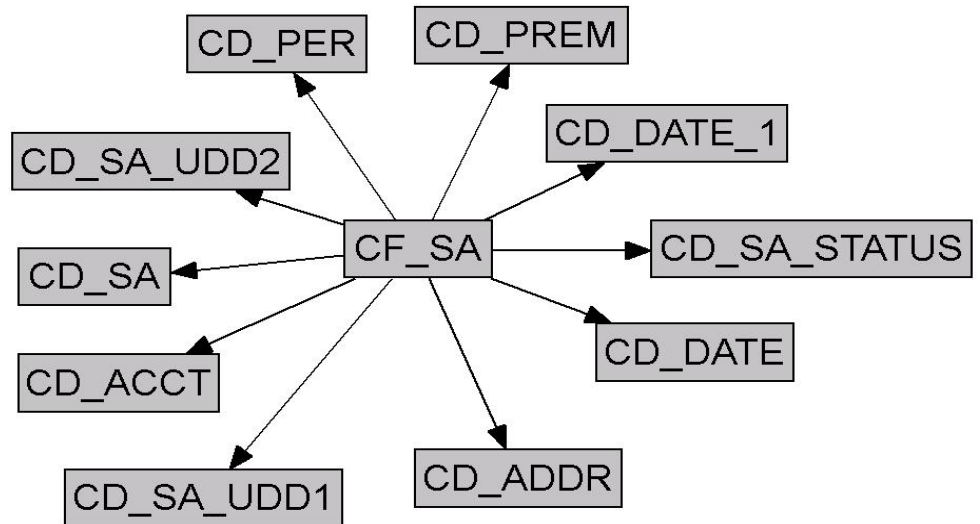 CD_PER
CD_PREM
CD_DATE_1
CD_SA_UDD2
CF_SA
CD_SA_STATUS
CD_SA
CD_DATE
CD_ACCT
CD_ADDR
CD_SA_UDD1